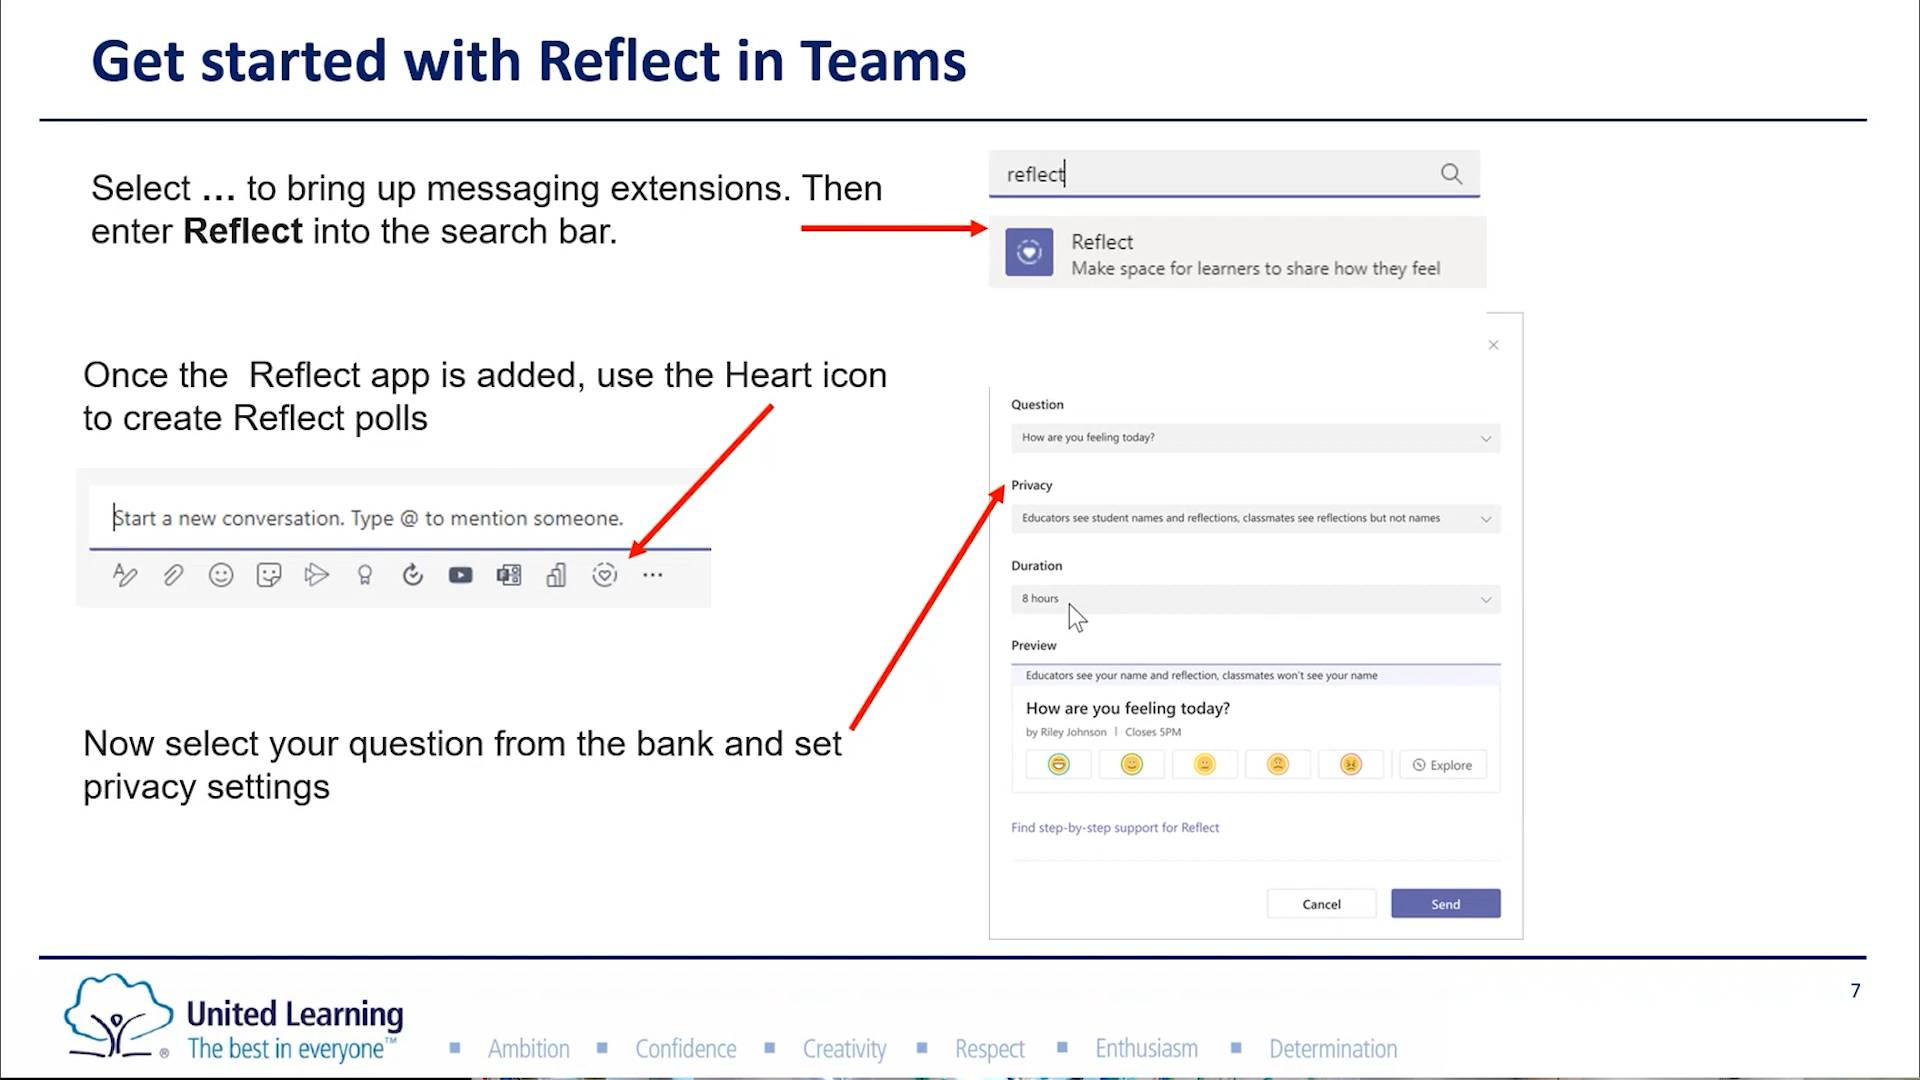 Get started with Reflect in Teams
Select ... to bring up messaging extensions. Then
enter Reflect into the search bar.
reflect
Reflect
Make space for learners to share how they feel
Once the  Reflect app is added, use the Heart icon
to create Reflect polls
Start a new conversation. Type @ to mention someone.
Now select your question from the bank and set
privacy settings
Question
How are you feeling today?
Privacy
Educators see student names and reflections, classmates see reflections but not names
Duration
8 hours
Preview
Educators see your name and reflection, classmates won't see your name
How are you feeling today?
by Riley Johnson | Closes 5PM
Explore
Find step-by-step support for Reflect
Cancel
Send
United Learning
The best in everyone™
■ Ambition ■ Confidence ■ Creativity ■ Respect ■ Enthusiasm ■ Determination
7